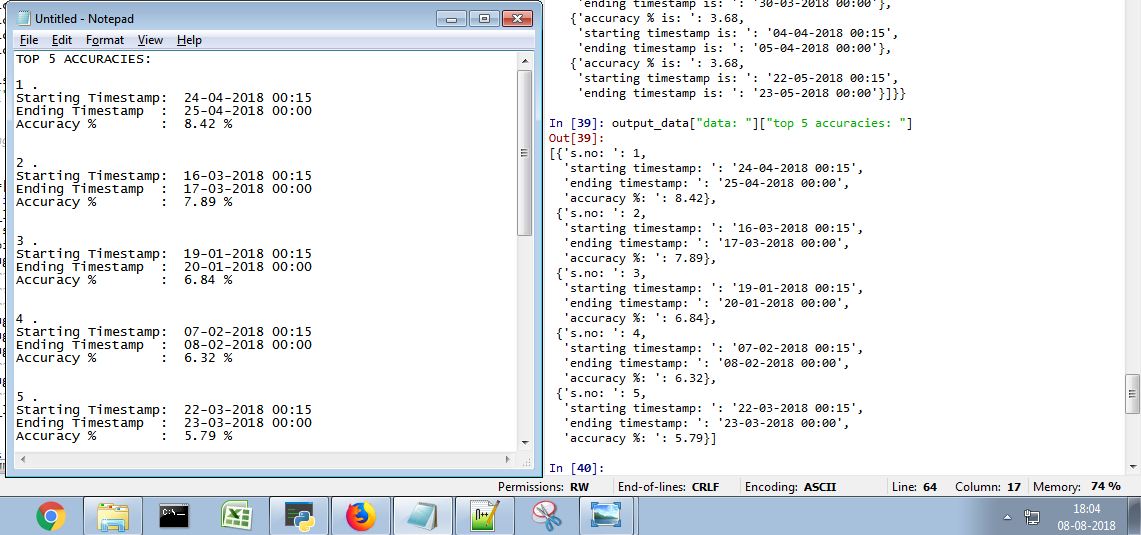 Untitled - Notepad
File Edit Format View Help
TOP 5 ACCURACIES:
1 .
Starting Timestamp: 24-04-2018 00:15
Ending Timestamp : 25-04-2018 00:00
Accuracy % : 8.42 %
2 .
Starting Timestamp: 16-03-2018 00:15
Ending Timestamp : 17-03-2018 00:00
Accuracy % : 7.89 %
3 .
Starting Timestamp: 19-01-2018 00:15
Ending Timestamp : 20-01-2018 00:00
Accuracy % : 6.84 %
4 .
Starting Timestamp: 07-02-2018 00:15
Ending Timestamp : 08-02-2018 00:00
Accuracy % : 6.32 %
5 .
Starting Timestamp: 22-03-2018 00:15
Ending Timestamp : 23-03-2018 00:00
Accuracy % : 5.79 %
'ending timestamp is: ': '30-03-2018 00:00'},
{'accuracy % is: ': 3.68,
'starting timestamp is: ': '04-04-2018 00:15',
'ending timestamp is: ': '05-04-2018 00:00'},
{'accuracy % is: ': 3.68,
'starting timestamp is: ': '22-05-2018 00:15',
'ending timestamp is: ': '23-05-2018 00:00'}]}}
In [39]: output_data["data: "]["top 5 accuracies: "]
Out[39]:
[{'s.no: ': 1,
'starting timestamp: ': '24-04-2018 00:15',
'ending timestamp: ': '25-04-2018 00:00',
'accuracy %: ': 8.42},
{'s.no: ': 2,
'starting timestamp: ': '16-03-2018 00:15',
'ending timestamp: ': '17-03-2018 00:00',
'accuracy %: ': 7.89},
{'s.no: ': 3,
'starting timestamp: ': '19-01-2018 00:15',
'ending timestamp: ': '20-01-2018 00:00',
'accuracy %: ': 6.84},
{'s.no: ': 4,
'starting timestamp: ': '07-02-2018 00:15',
'ending timestamp: ': '08-02-2018 00:00',
'accuracy %: ': 6.32},
{'s.no: ': 5,
'starting timestamp: ': '22-03-2018 00:15',
'ending timestamp: ': '23-03-2018 00:00',
'accuracy %: ': 5.79}]
In [40]:
Permissions: RW End-of-lines: CRLF Encoding: ASCII Line: 64 Column: 17 Memory: 74 %
18:04
08-08-2018